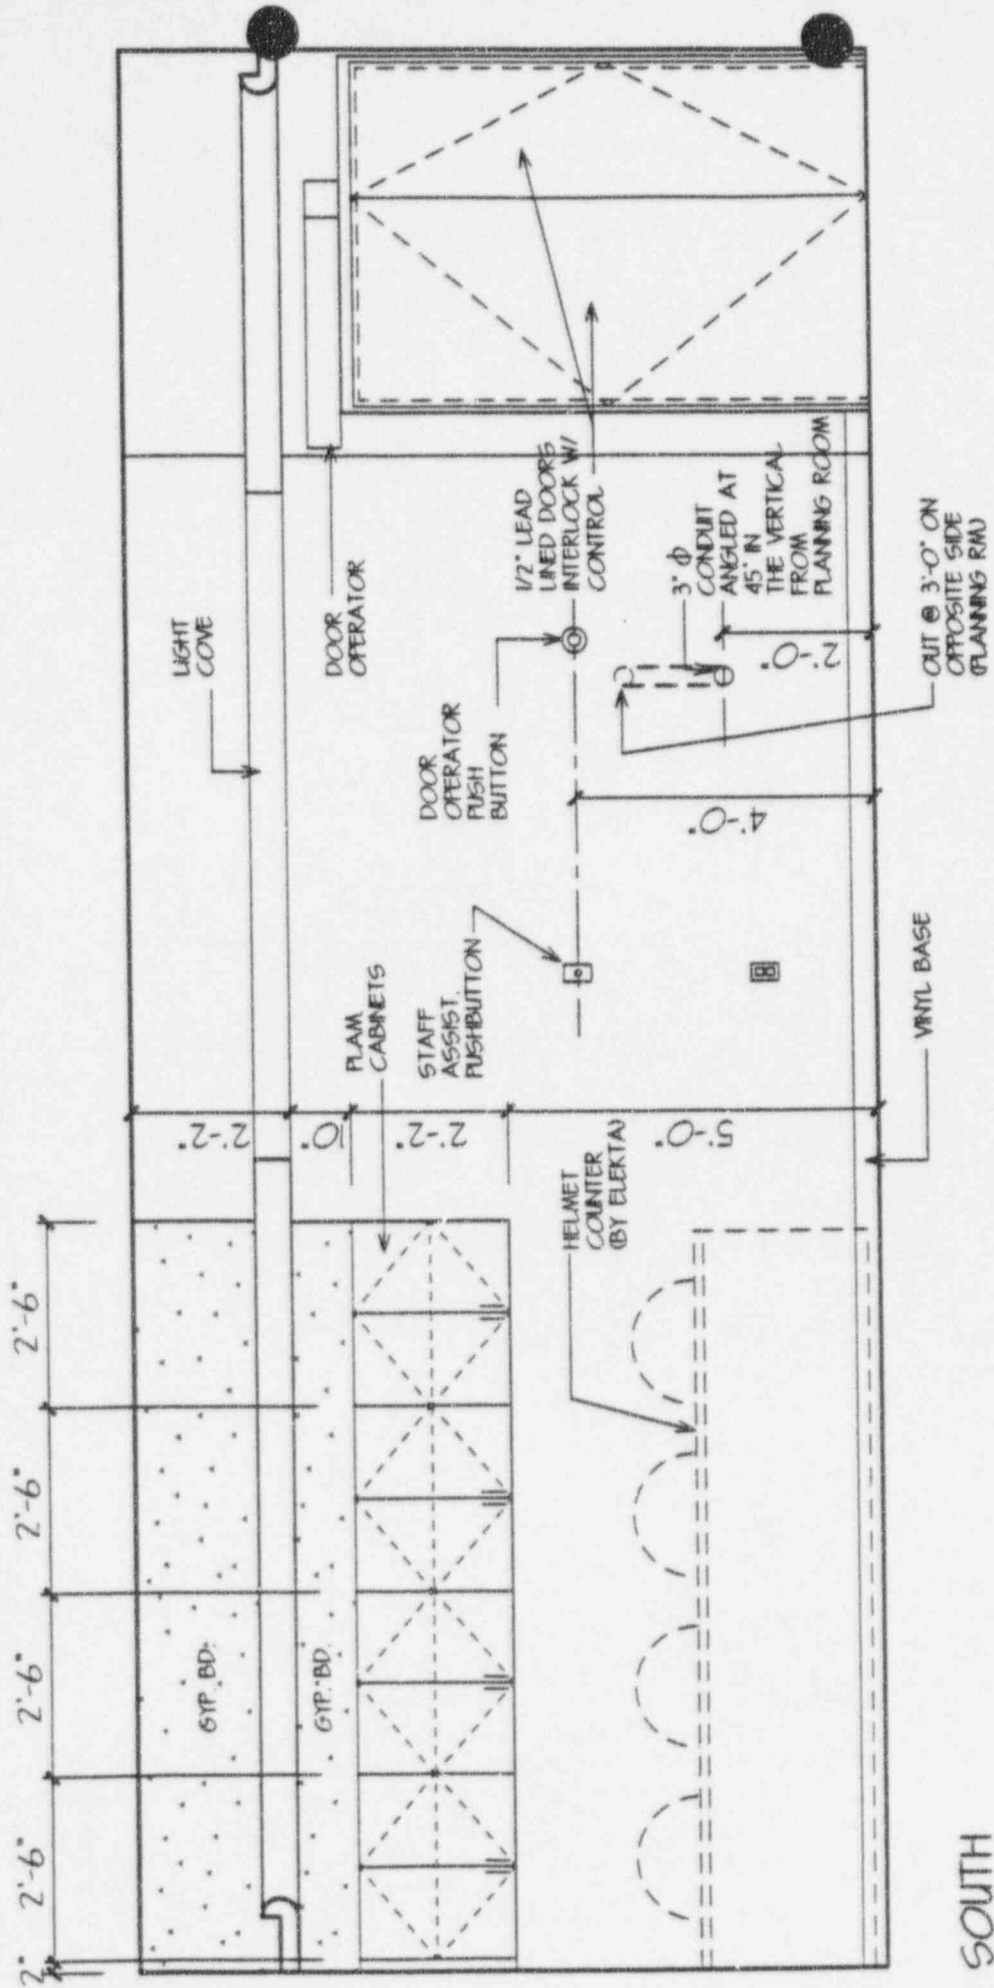 2"
2'-6"
2'-6"
2'-6"
2'-6"
GYP. BD.
GYP. BD.
2'-2"
10"
2'-2"
5'-0"
PLAM
CABINETS
STAFF
ASSIST.
PUSHBUTTON
HELMET
COUNTER
(BY ELEKTA)
VINYL BASE
LIGHT
COVE
DOOR
OPERATOR
DOOR
OPERATOR
PUSH
BUTTON
4'-0"
1/2" LEAD
LINED DOORS
INTERLOCK W/
CONTROL
3" ф
CONDUIT
ANGLED AT
45° IN
THE VERTICAL
FROM
PLANNING ROOM
2'-0"
OUT @ 3'-0" ON
OPPOSITE SIDE
(PLANNING RM)
SOUTH